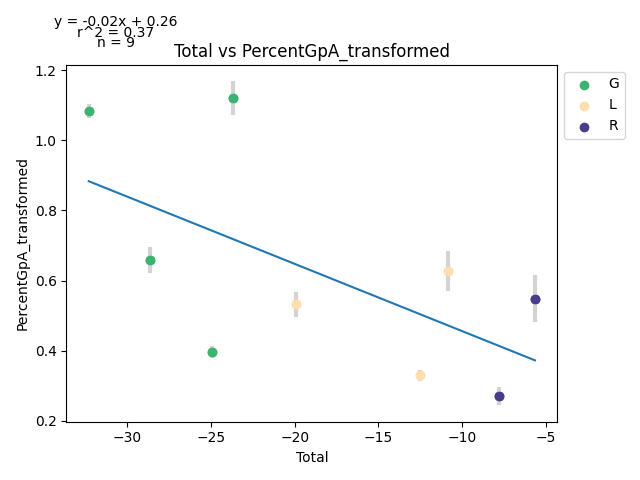 y = -0.02x + 0.26
r^2 = 0.37
n = 9
Total vs PercentGpA_transformed
G
L
R
1.2
1.0
0.8
0.6
0.4
0.2
PercentGpA_transformed
−30
−25
−20
−15
−10
−5
Total